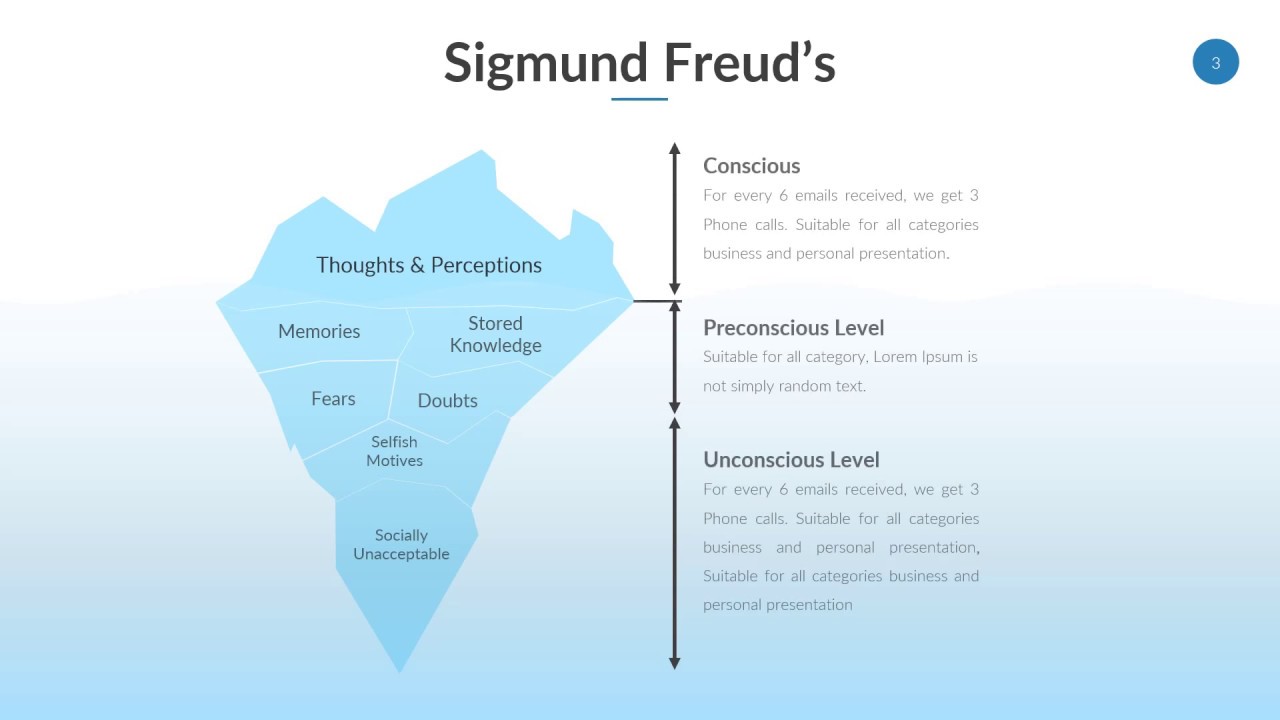 Sigmund Freud’s
3
Thoughts & Perceptions
Memories
Stored
Knowledge
Fears
Doubts
Selfish
Motives
Socially
Unacceptable
Conscious
For every 6 emails received, we get 3
Phone calls. Suitable for all categories
business and personal presentation.
Preconscious Level
Suitable for all category, Lorem Ipsum is
not simply random text.
Unconscious Level
For every 6 emails received, we get 3
Phone calls. Suitable for all categories
business and personal presentation,
Suitable for all categories business and
personal presentation